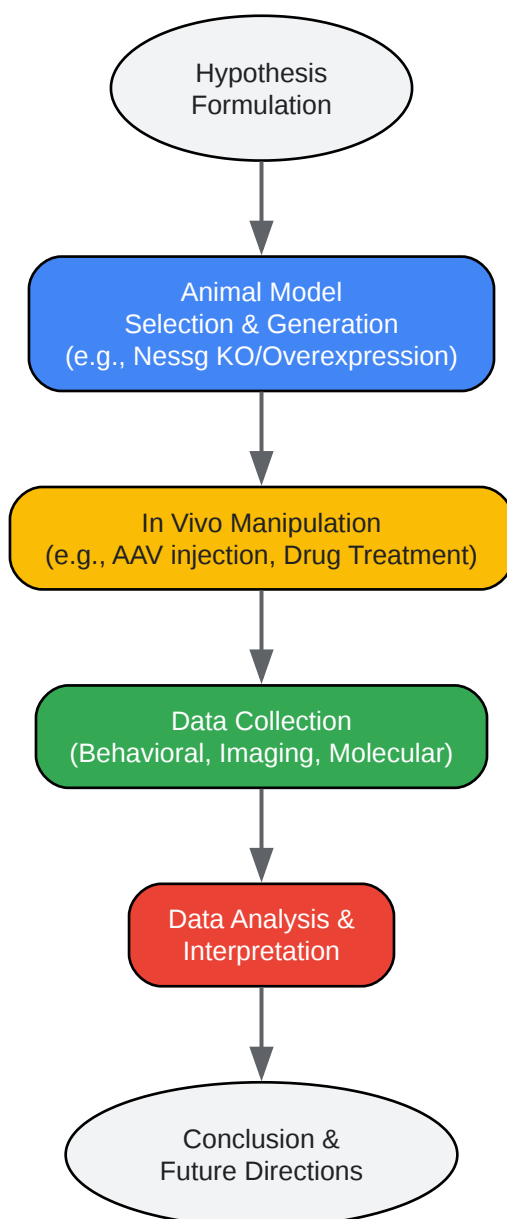 Hypothesis
Formulation
Animal Model
Selection & Generation
(e.g., Nessg KO/Overexpression)
In Vivo Manipulation
(e.g., AAV injection, Drug Treatment)
Data Collection
(Behavioral, Imaging, Molecular)
Data Analysis &
Interpretation
Conclusion &
Future Directions